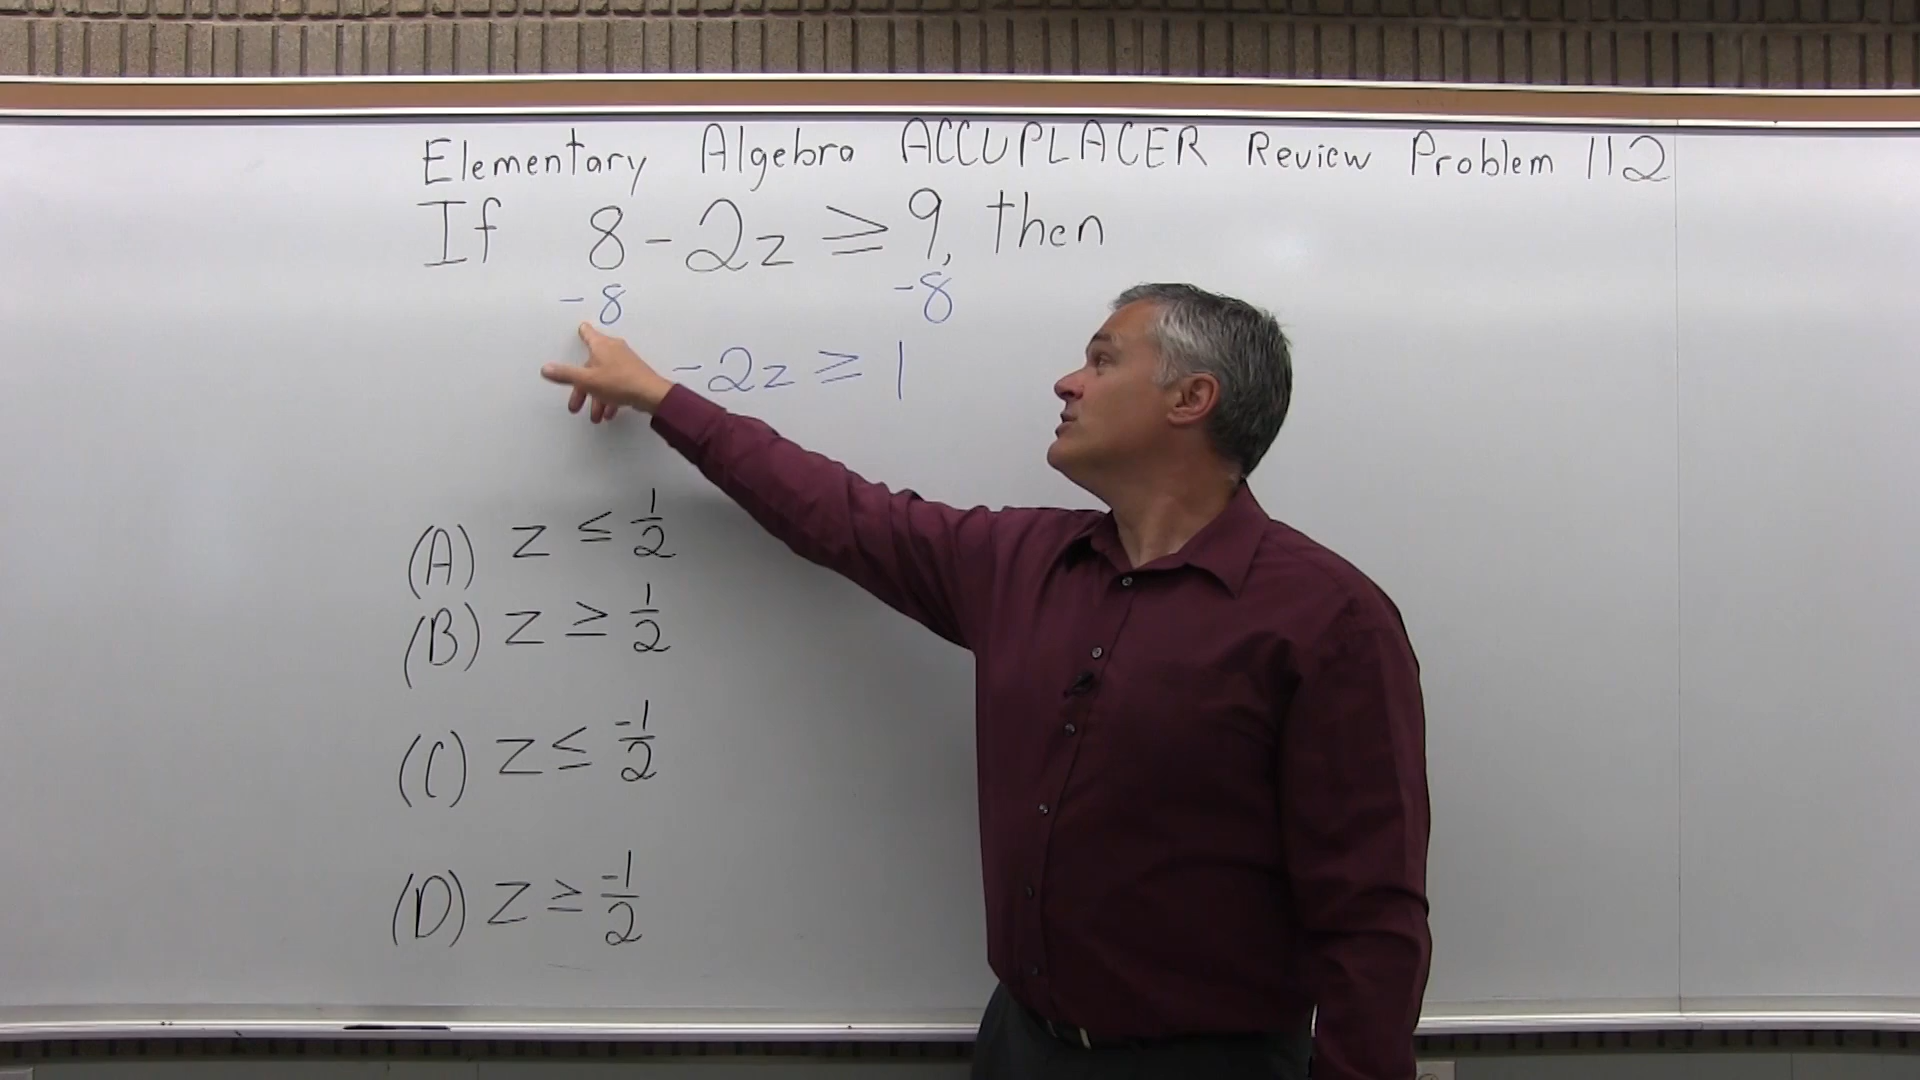 Elementary Algebra ACCUPLACER Review Problem 112
If 8 - 2z ≥ 9, then
-8 -8
-2z ≥ 1
(A) z ≤ 1/2
(B) z ≥ 1/2
(C) z ≤ -1/2
(D) z ≥ -1/2